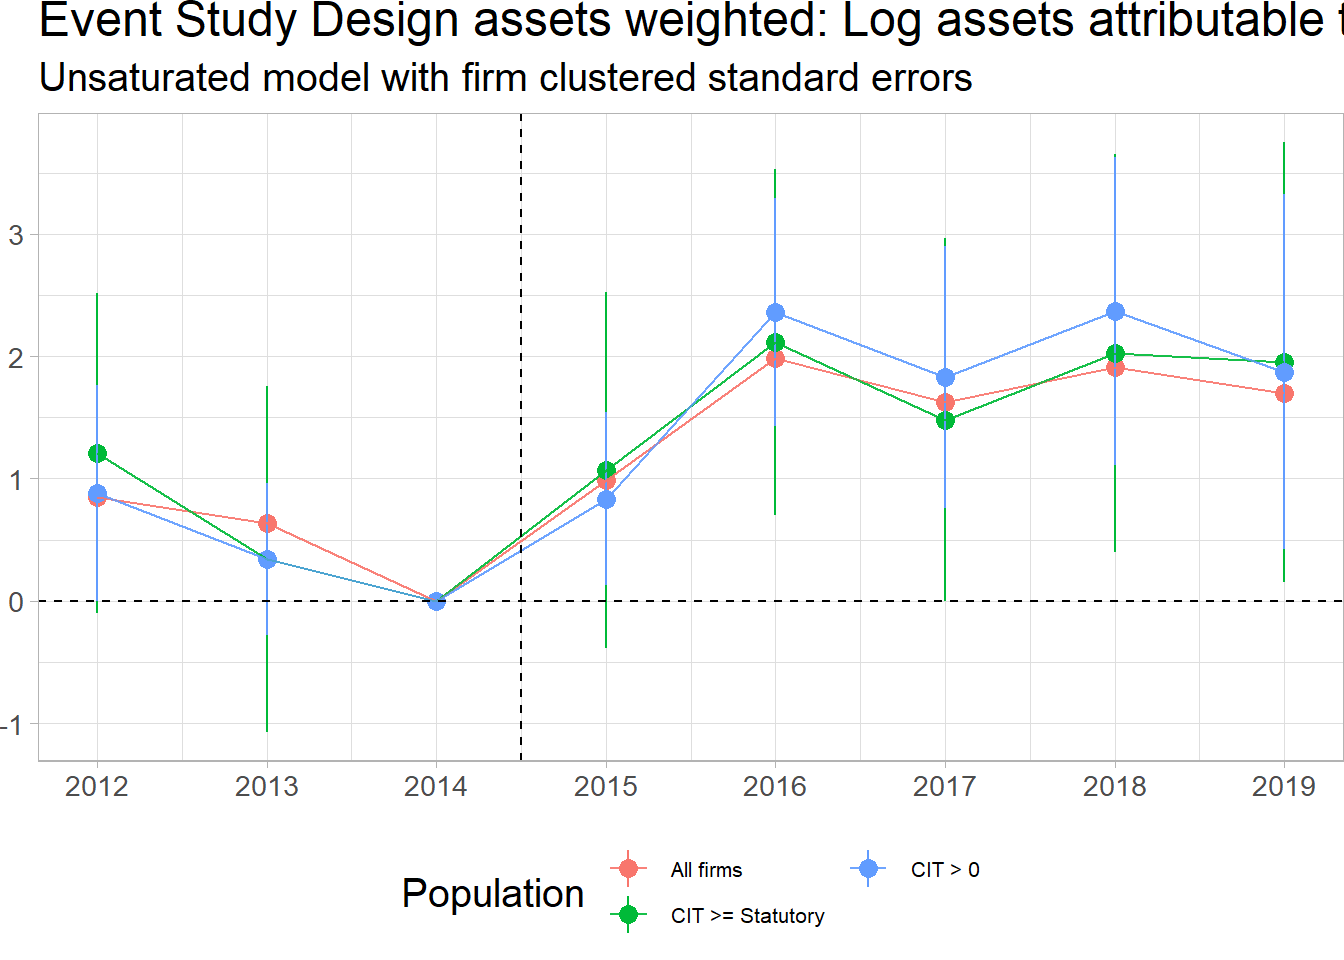 Event Study Design assets weighted: Log assets attributable
Unsaturated model with firm clustered standard errors
3
2
1
0
-1
2012 2013 2014 2015 2016 2017 2018 2019
Population
All firms
CIT > 0
CIT >= Statutory